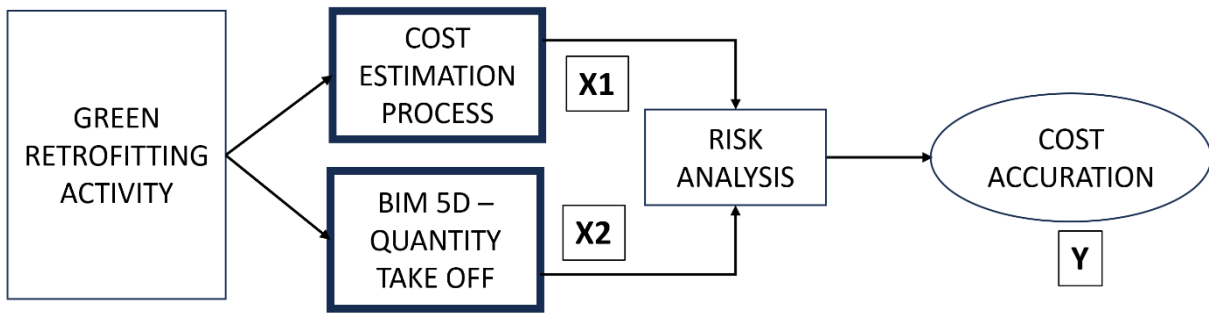 GREEN
RETROFITTING
ACTIVITY
COST
ESTIMATION
PROCESS
X1
BIM 5D –
QUANTITY
TAKE OFF
X2
RISK
ANALYSIS
COST
ACCURATION
Y